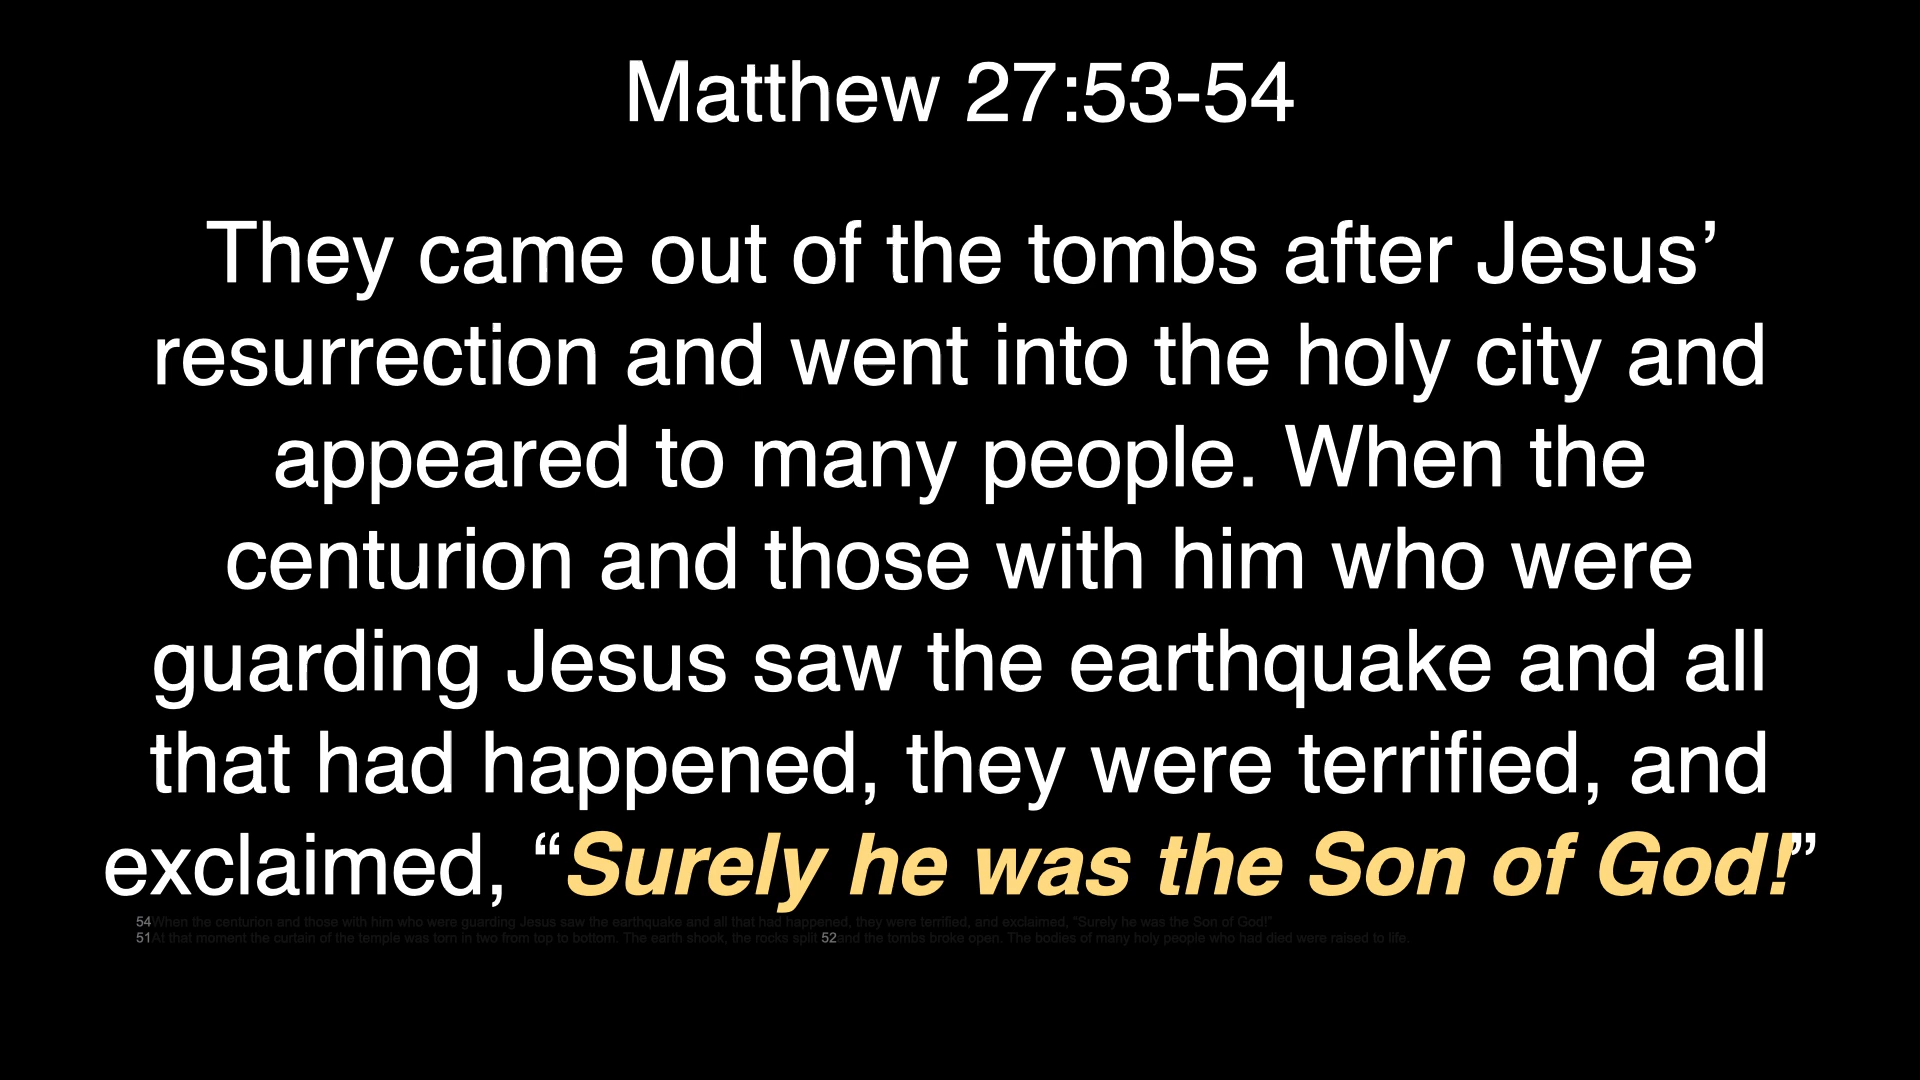 Matthew 27:53-54
They came out of the tombs after Jesus’
resurrection and went into the holy city and
appeared to many people. When the
centurion and those with him who were
guarding Jesus saw the earthquake and all
that had happened, they were terrified, and
exclaimed, “Surely he was the Son of God!”
54When the centurion and those with him who were guarding Jesus saw the earthquake and all that had happened, they were terrified, and exclaimed, “Surely he was the Son of God!”
51At that moment the curtain of the temple was torn in two from top to bottom. The earth shook, the rocks split 52and the tombs broke open. The bodies of many holy people who had died were raised to life.